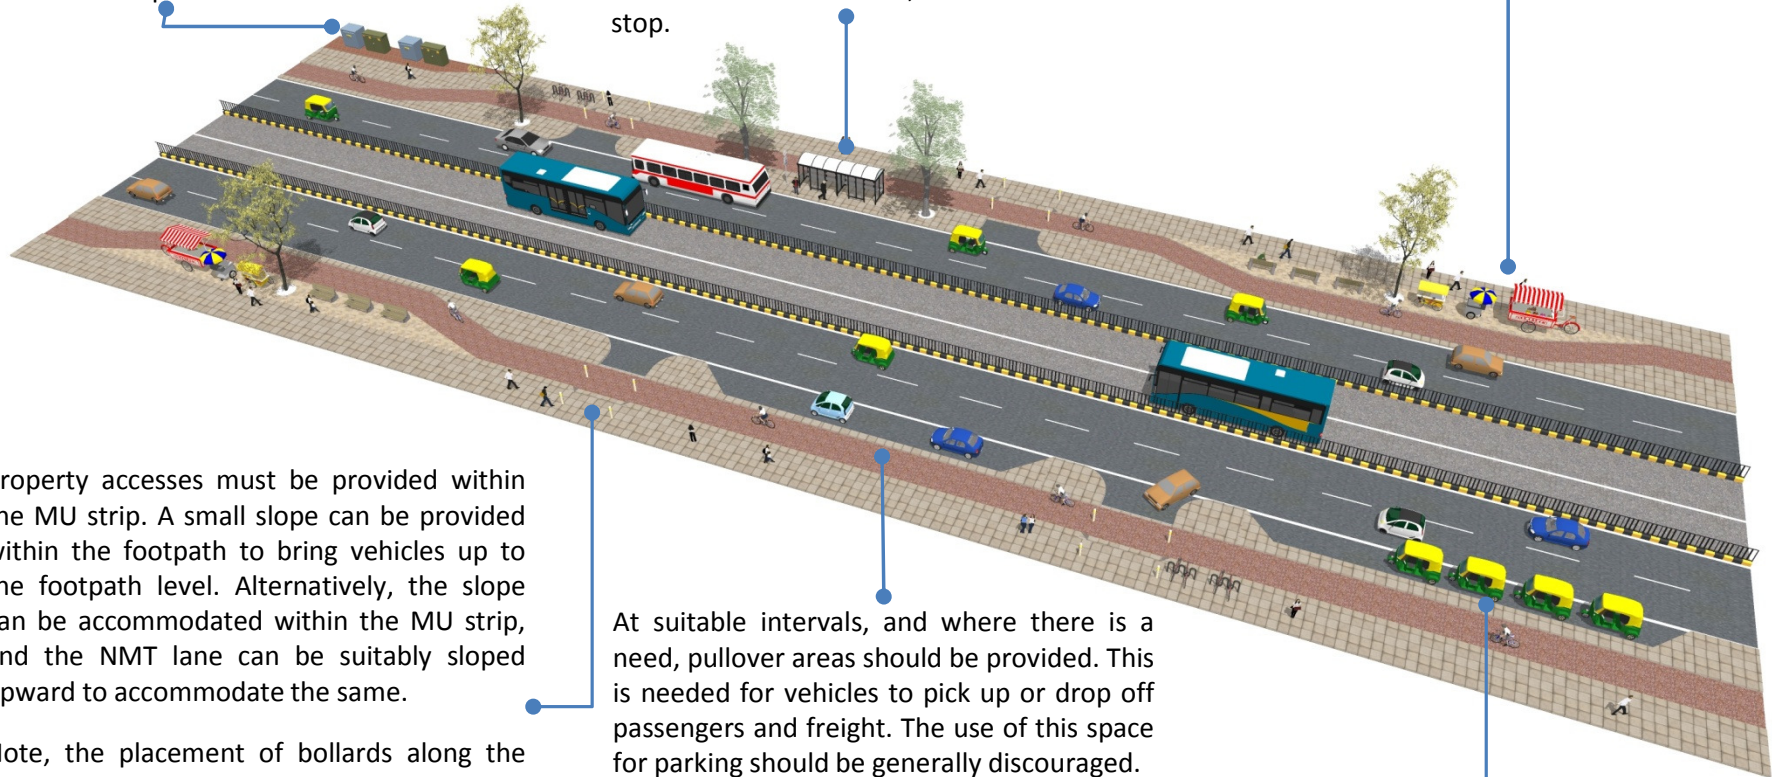 stop.
roperty accesses must be provided within
he MU strip. A small slope can be provided
within the footpath to bring vehicles up to
he footpath level. Alternatively, the slope
an be accommodated within the MU strip,
nd the NMT lane can be suitably sloped
pward to accommodate the same.
ote, the placement of bollards along the
At suitable intervals, and where there is a
need, pullover areas should be provided. This
is needed for vehicles to pick up or drop off
passengers and freight. The use of this space
for parking should be generally discouraged.